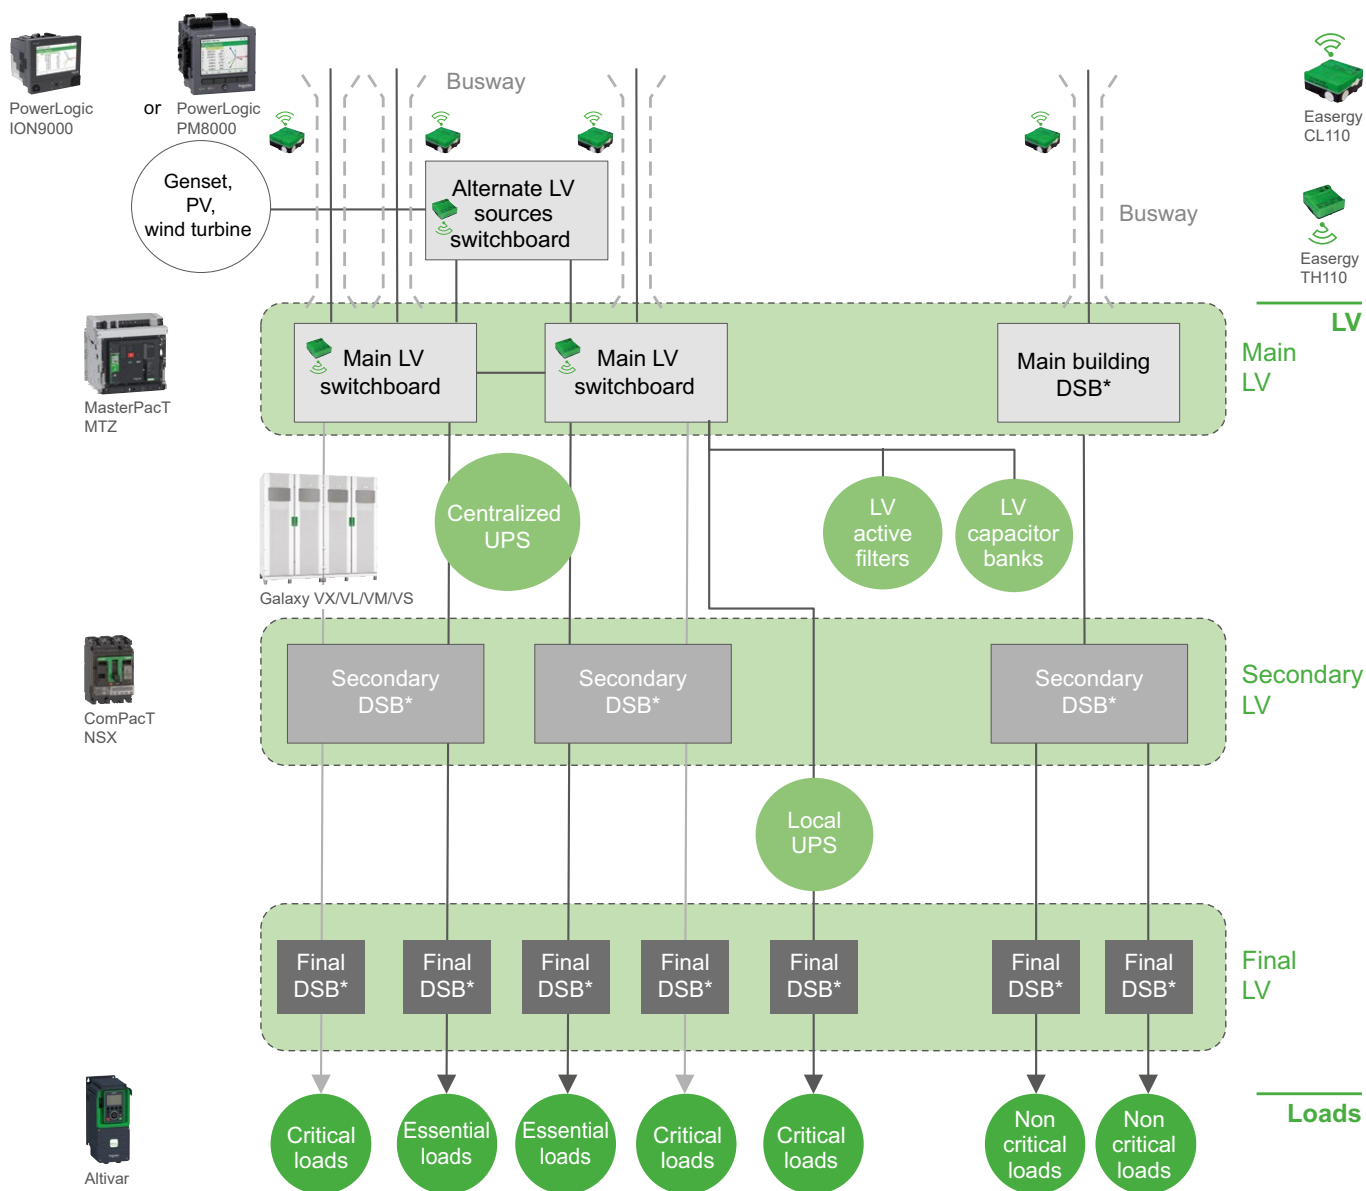 PowerLogic
ION9000
or
PowerLogic
PM8000
Busway
Easergy
CL110
Genset,
PV,
wind turbine
Alternate LV
sources
switchboard
Busway
Easergy
TH110
LV
MasterPacT
MTZ
Main LV
switchboard
Main LV
switchboard
Main building
DSB*
Main
LV
Centralized
UPS
LV
active
filters
LV
capacitor
banks
Galaxy VX/VL/VM/VS
ComPacT
NSX
Secondary
DSB*
Secondary
DSB*
Secondary
DSB*
Secondary
LV
Local
UPS
Final
DSB*
Final
DSB*
Final
DSB*
Final
DSB*
Final
DSB*
Final
DSB*
Final
DSB*
Final
LV
Altivar
Critical
loads
Essential
loads
Essential
loads
Critical
loads
Critical
loads
Non
critical
loads
Non
critical
loads
Loads